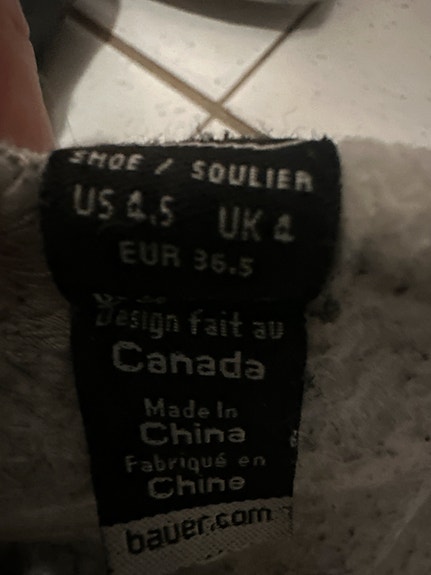 SHOE / SOULIER
US 4.5 UK 4
EUR 36.5
Design fait au
Canada
Made In
China
Fabriqué en
Chine
bauer.com